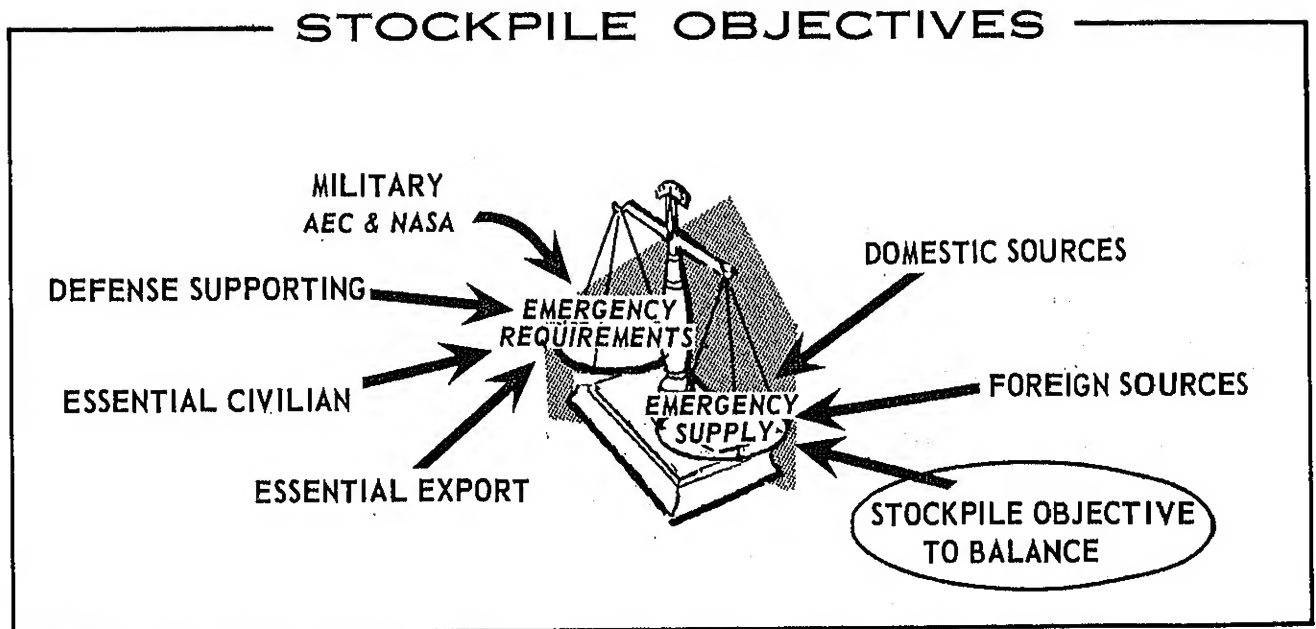 STOCKPILE OBJECTIVES
MILITARY
AEC & NASA
DEFENSE SUPPORTING
ESSENTIAL CIVILIAN
ESSENTIAL EXPORT
EMERGENCY
REQUIREMENTS
EMERGENCY
SUPPLY
DOMESTIC SOURCES
FOREIGN SOURCES
STOCKPILE OBJECTIVE
TO BALANCE